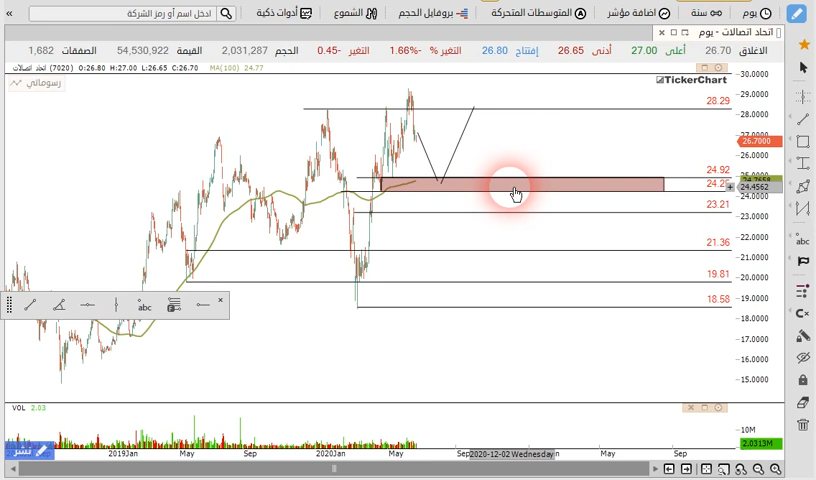 يوم
سنة
اضافة مؤشر
المتوسطات المتحركة
بروفايل الحجم
الشموع
أدوات ذكية
ادخل اسم أو رمز الشركة
اتحاد اتصالات - يوم
الاغلاق 26.70 أعلى 27.00 أدنى 26.65 إفتتاح 26.80 التغير % -1.66% التغير -0.45 الحجم 2,031,287 القيمة 54,530,922 الصفقات 1,682
اتحاد اتصالات (7020) O:26.80 H:27.00 L:26.65 C:26.70 MA(100) 24.77
رسوماتي
TickerChart
30.0000
29.0000
28.29
28.0000
27.0000
26.7000
26.0000
25.0000
24.92
24.4562
24.0000
23.21
23.0000
22.0000
21.36
21.0000
20.0000
19.81
19.0000
18.58
18.0000
17.0000
16.0000
15.0000
abc
abc
VOL 2.03
10M
2.0313M
نشر
2019Jan
May
Sep
2020Jan
May
2020-12-02 Wednesday
May
Sep